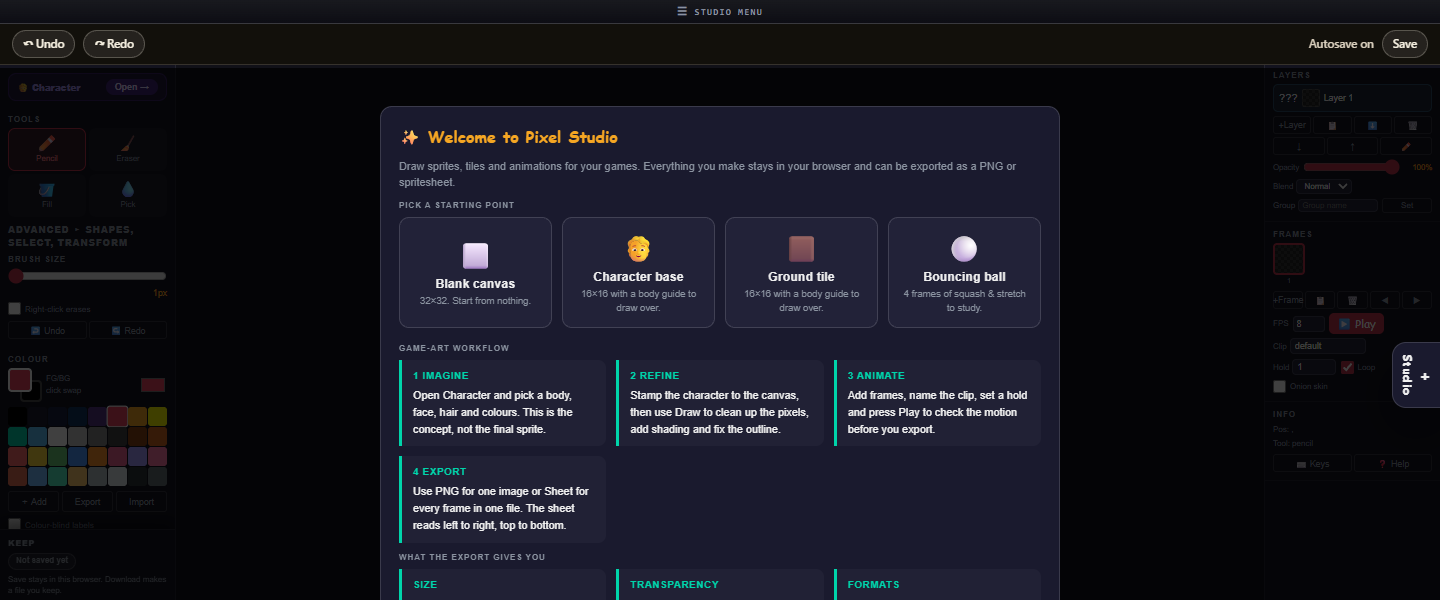 ☰ STUDIO MENU
↶ Undo
↷ Redo
Autosave on
Save
Character
Open →
TOOLS
Pencil
Eraser
Fill
Pick
ADVANCED · SHAPES,
SELECT, TRANSFORM
BRUSH SIZE
1px
Right-click erases
Undo
Redo
COLOUR
FG/BG
click swap
+ Add
Export
Import
Colour-blind labels
KEEP
Not saved yet
Save stays in this browser. Download makes
a file you keep.
✨ Welcome to Pixel Studio
Draw sprites, tiles and animations for your games. Everything you make stays in your browser and can be exported as a PNG or
spritesheet.
PICK A STARTING POINT
Blank canvas
32×32. Start from nothing.
Character base
16×16 with a body guide to
draw over.
Ground tile
16×16 with a body guide to
draw over.
Bouncing ball
4 frames of squash & stretch
to study.
GAME-ART WORKFLOW
1 IMAGINE
Open Character and pick a body,
face, hair and colours. This is the
concept, not the final sprite.
2 REFINE
Stamp the character to the canvas,
then use Draw to clean up the pixels,
add shading and fix the outline.
3 ANIMATE
Add frames, name the clip, set a hold
and press Play to check the motion
before you export.
4 EXPORT
Use PNG for one image or Sheet for
every frame in one file. The sheet
reads left to right, top to bottom.
WHAT THE EXPORT GIVES YOU
SIZE
TRANSPARENCY
FORMATS
LAYERS
??? Layer 1
+Layer
↓
↑
Opacity
100%
Blend
Normal
Group
Group name
Set
FRAMES
1
+Frame
◀
▶
FPS
8
Play
Clip
default
Hold
1
Loop
Onion skin
INFO
Pos: ,
Tool: pencil
Keys
? Help
+
Studio